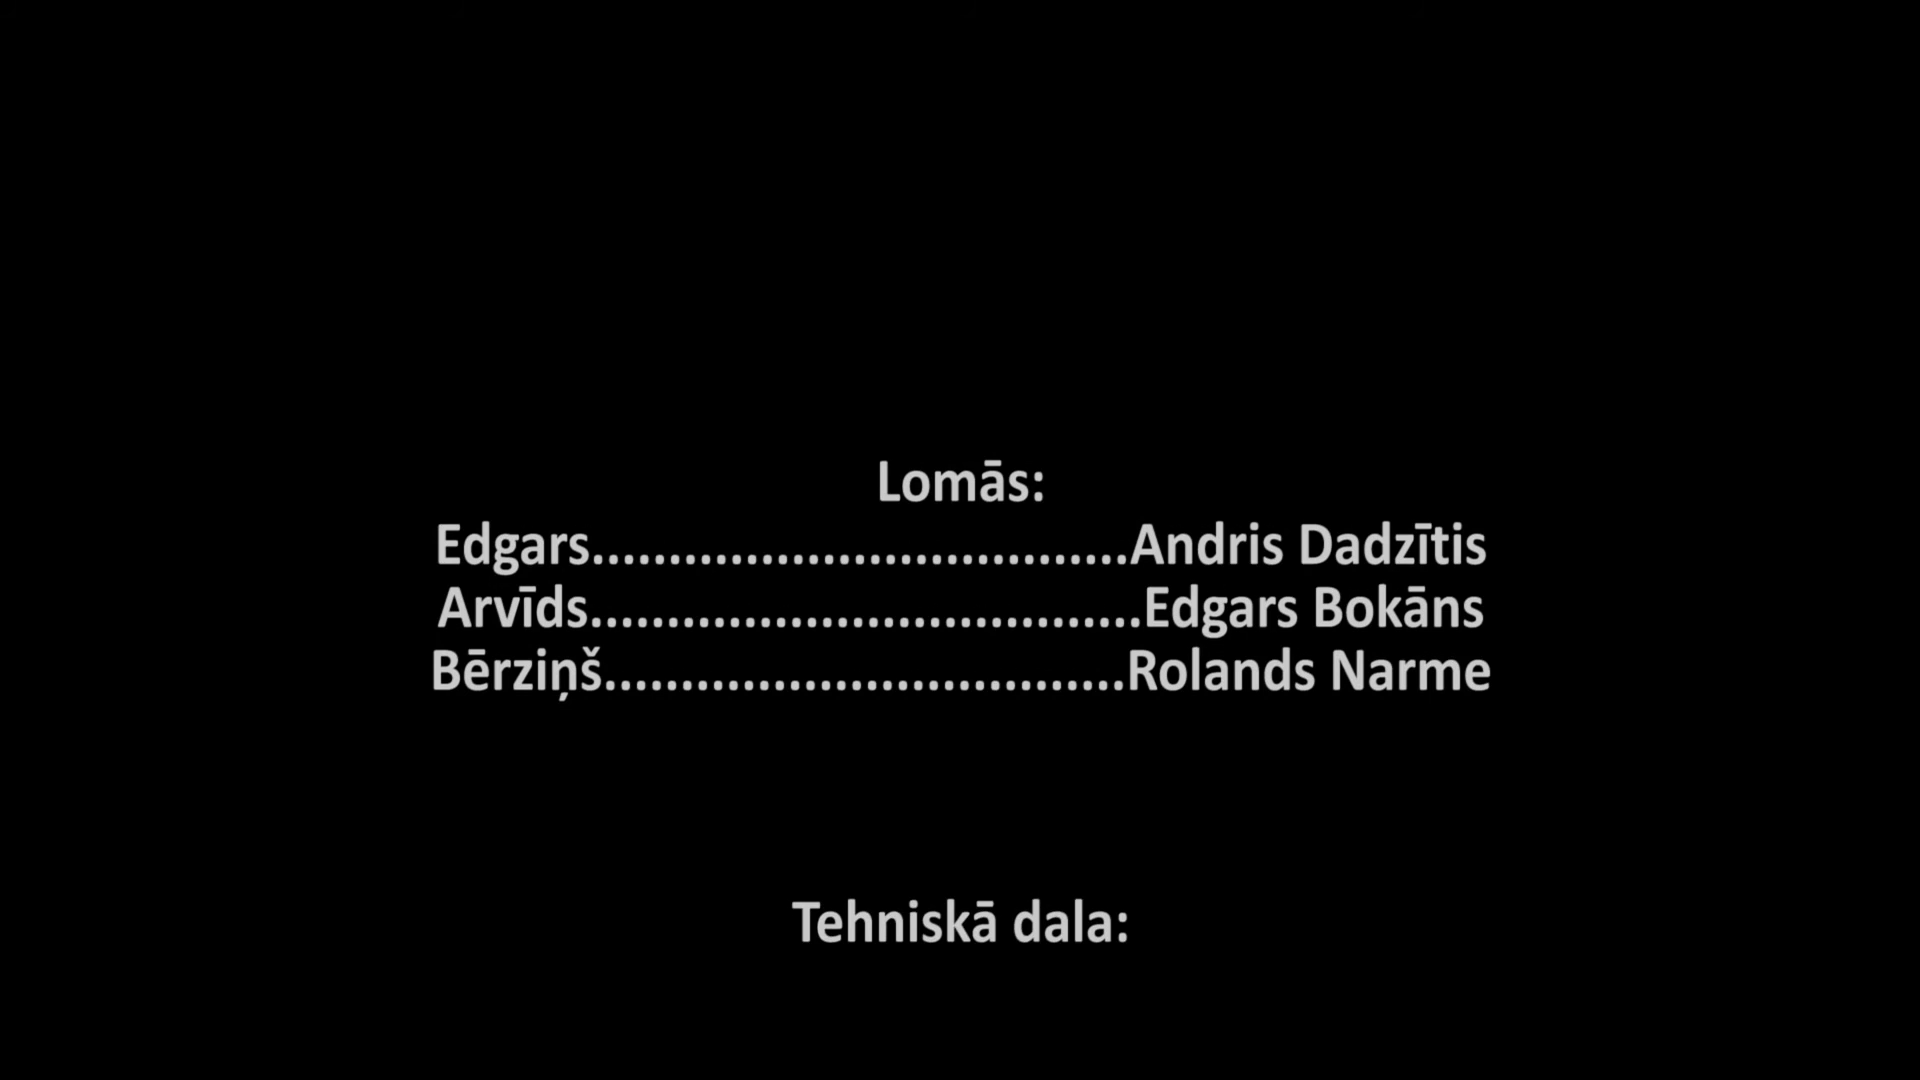 Lomās:
Edgars...................................Andris Dadzītis
Arvīds....................................Edgars Bokāns
Bērziņš..................................Rolands Narme
Tehniskā dala: